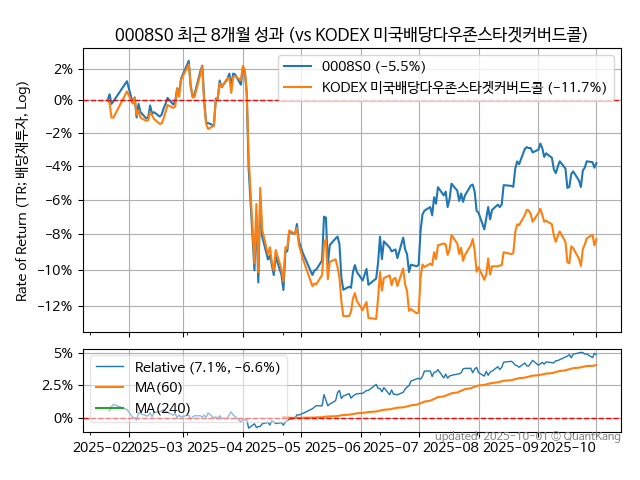 0008S0 최근 8개월 성과 (vs KODEX 미국배당다우존스타겟커버드콜)
Rate of Return (TR: 배당재투자, Log)
2%
0%
−2%
−4%
−6%
−8%
−10%
−12%
0008S0 (−5.5%)
KODEX 미국배당다우존스타겟커버드콜 (−11.7%)
5%
2.5%
0%
Relative (7.1%, −6.6%)
MA(60)
MA(240)
2025−02 2025−03 2025−04 2025−05 2025−06 2025−07 2025−08 2025−09 2025−10
updated: 2025−10−01 © QuantKang